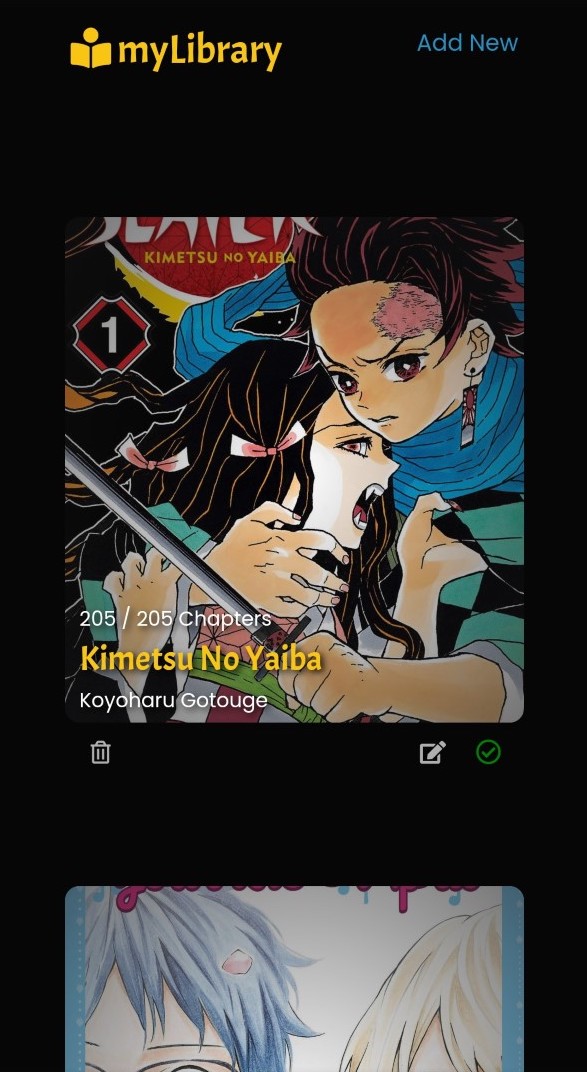 myLibrary
Add New
KIMETSU NO YAIBA
1
205 / 205 Chapters
Kimetsu No Yaiba
Koyoharu Gotouge